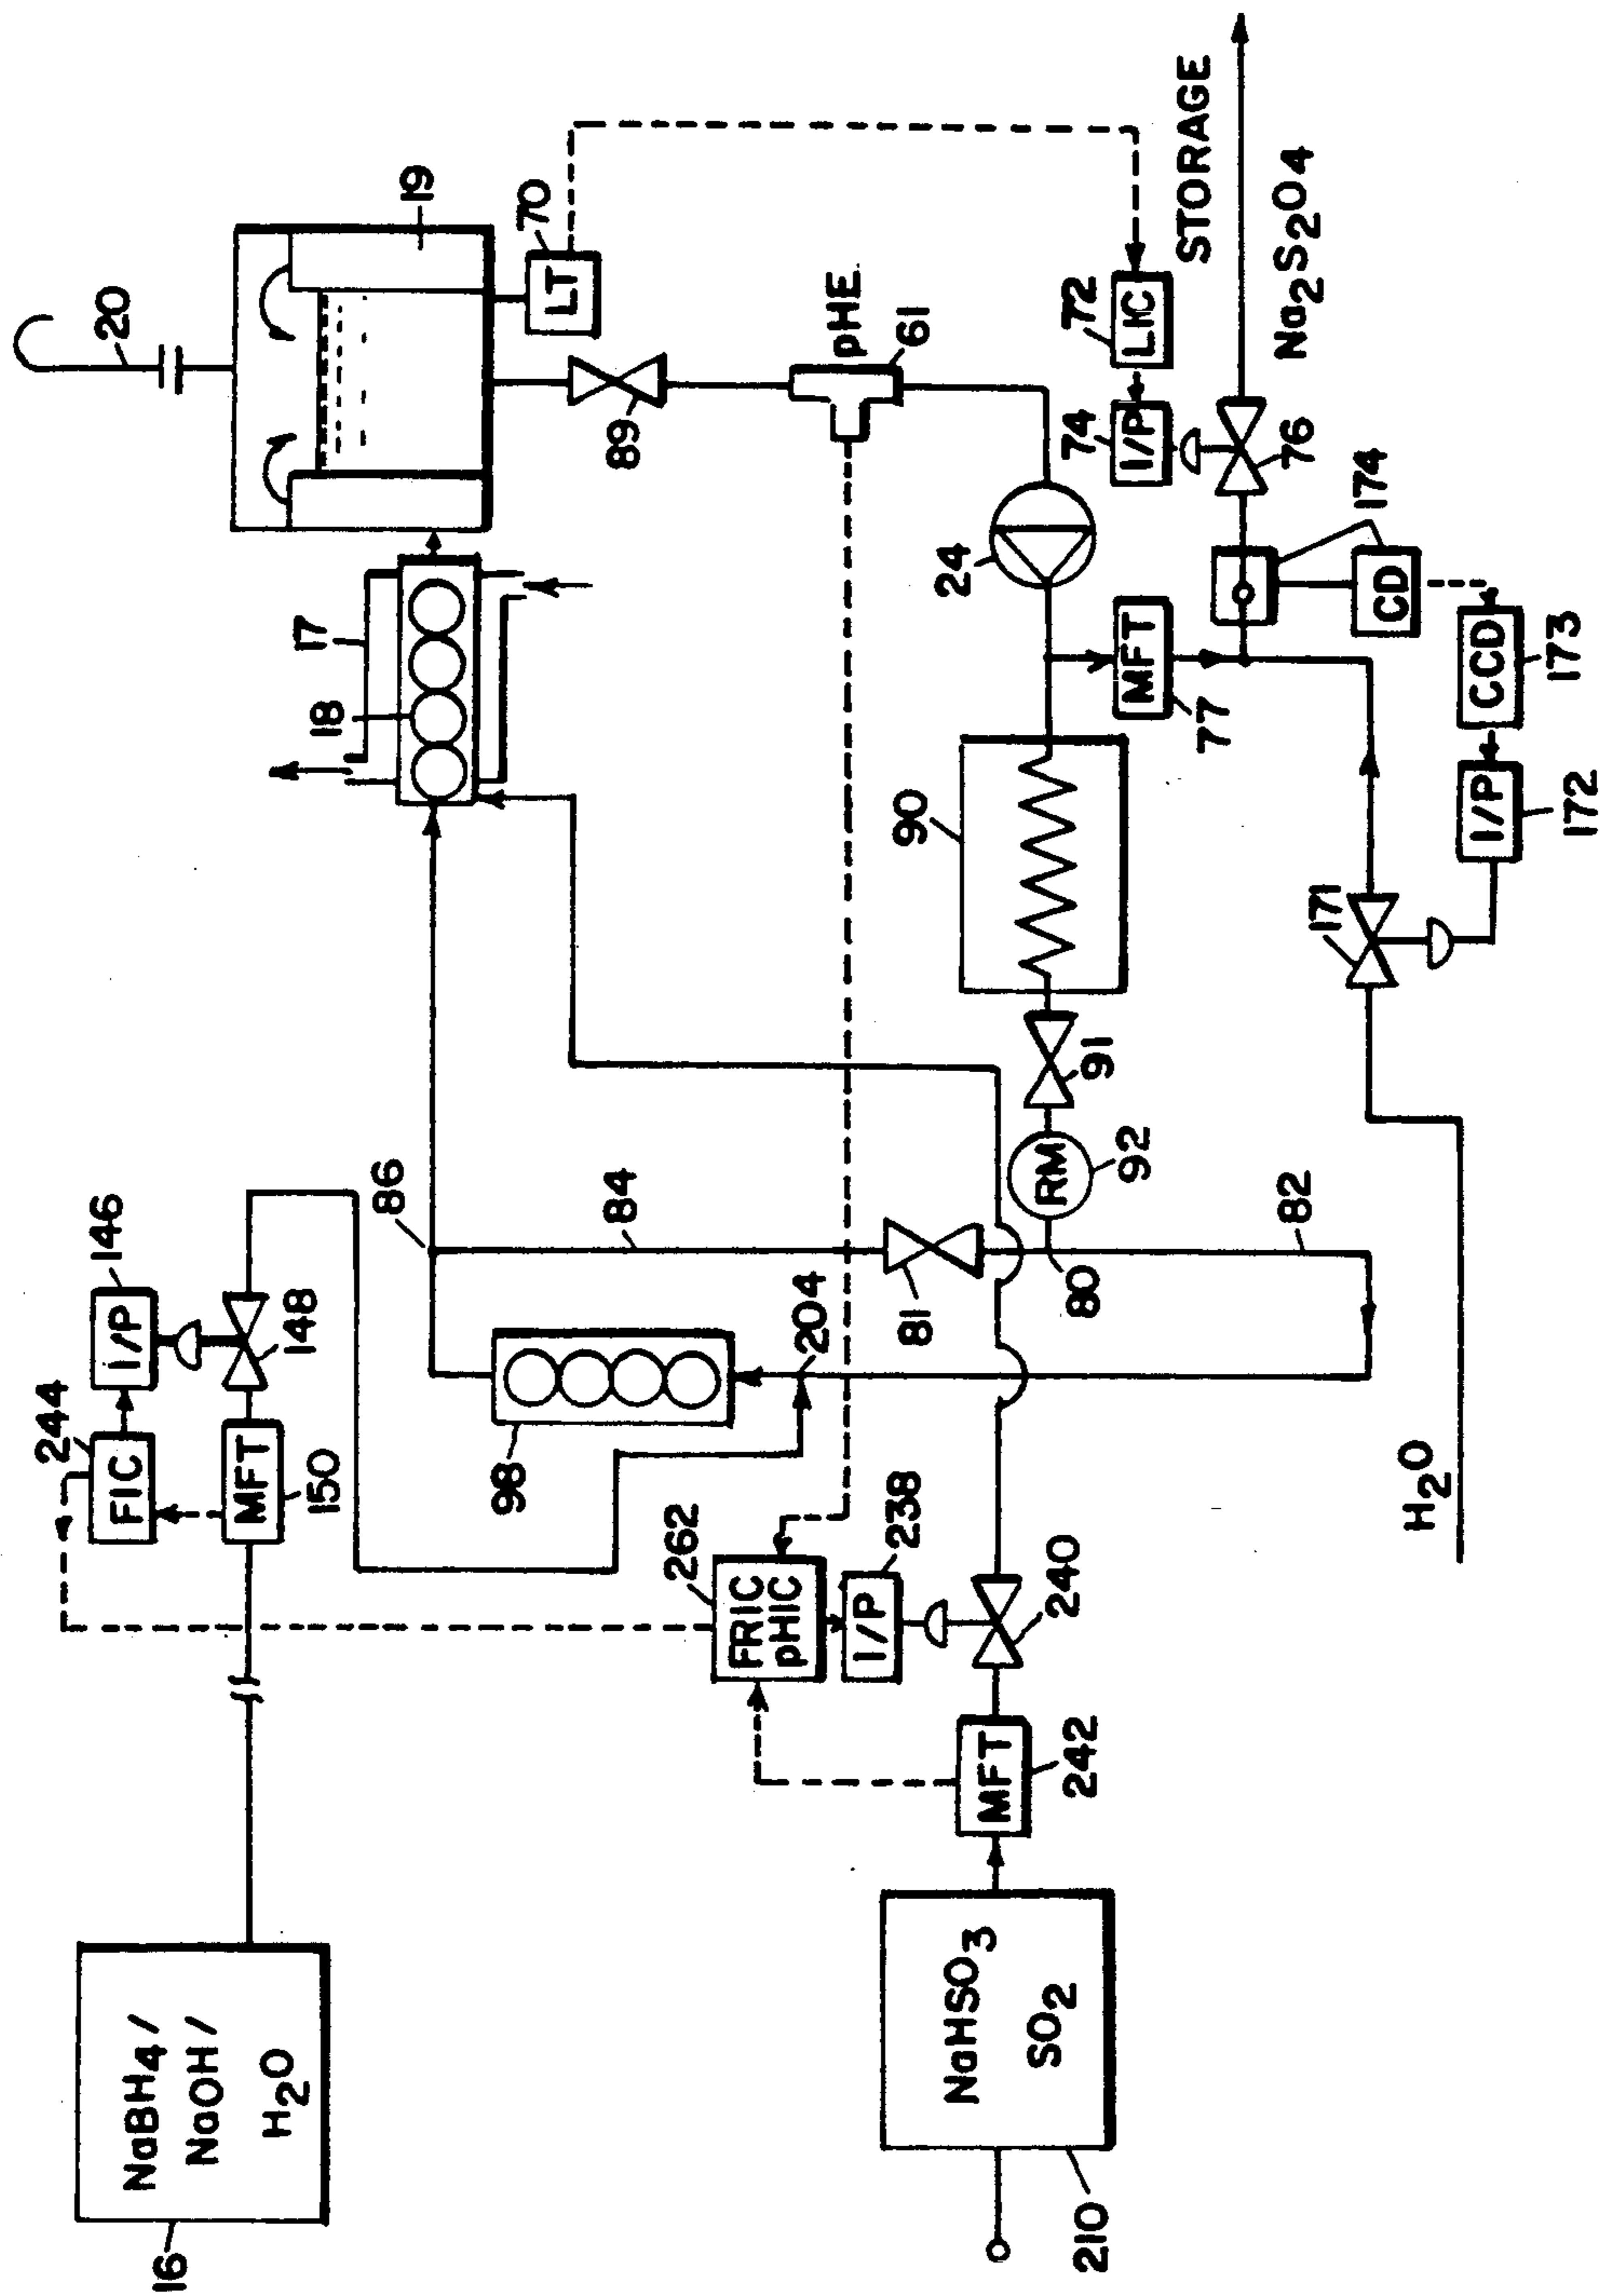 16
NaBH4/
NaOH/
H2O
150
MFT
244
FIC
146
I/P
148
86
84
98
204
81
80
82
18
17
20
19
70
LT
89
pHE
61
24
90
91
RM
92
MFT
77
72
LIC
74
I/P
76
STORAGE
Na2S2O4
174
CD
CCD
173
I/P
172
171
H2O
262
FRIC
pHIC
238
I/P
240
MFT
242
210
NaHSO3
SO2